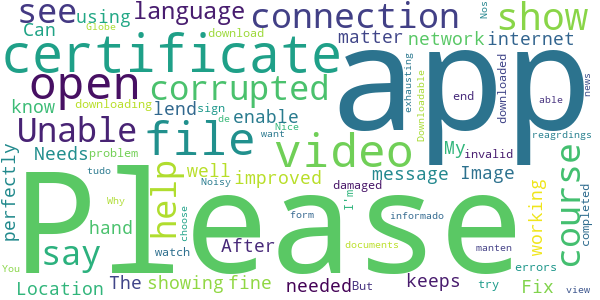 see using language connection show
Can
Globe
download
Nos
certificate matter network internet
open corrupted app
exhausting
Downloadable
end
downloaded
able
news
know downloading lend sign enable
Unable file de want Nice video My invalid reagrdings
perfectly
Needs problem help well improved message Image
tudo choose Noisy damaged I'm
Please
course
completed
working
Why hand form informado
say After watch documents manten errors
You
Location The showing fine needed But keeps try Fix view